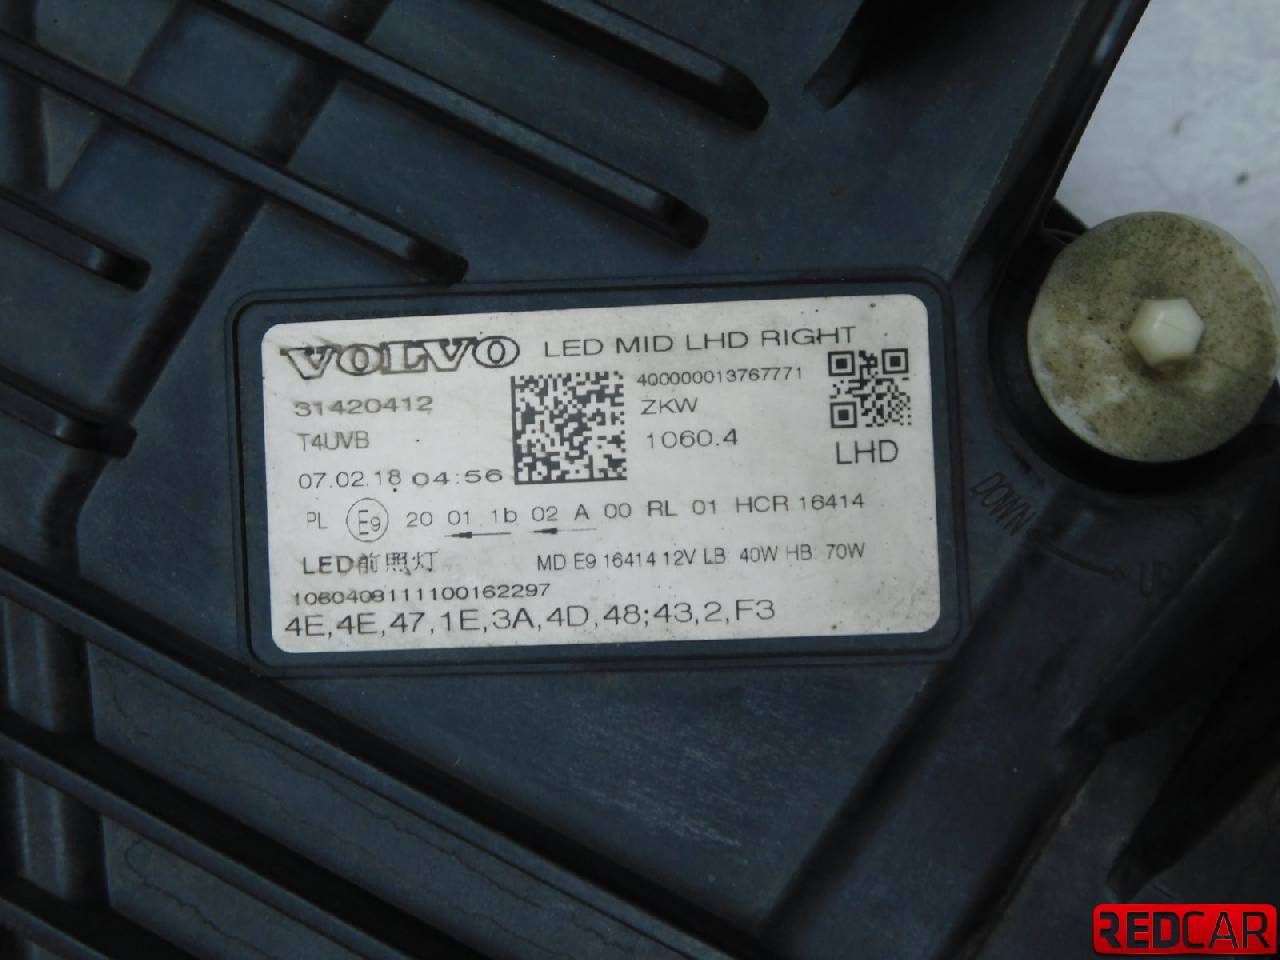 VOLVO LED MID LHD RIGHT
31420412 400000013767771
T4UVB ZKW
1060.4 LHD
07.02.18 04:56
PL E9 20 01 1b 02 A 00 RL 01 HCR 16414
LED前照灯 MD E9 16414 12V LB 40W HB 70W
1060408111100162297
4E,4E,47,1E,3A,4D,48;43,2,F3
DOWN UP
REDCAR